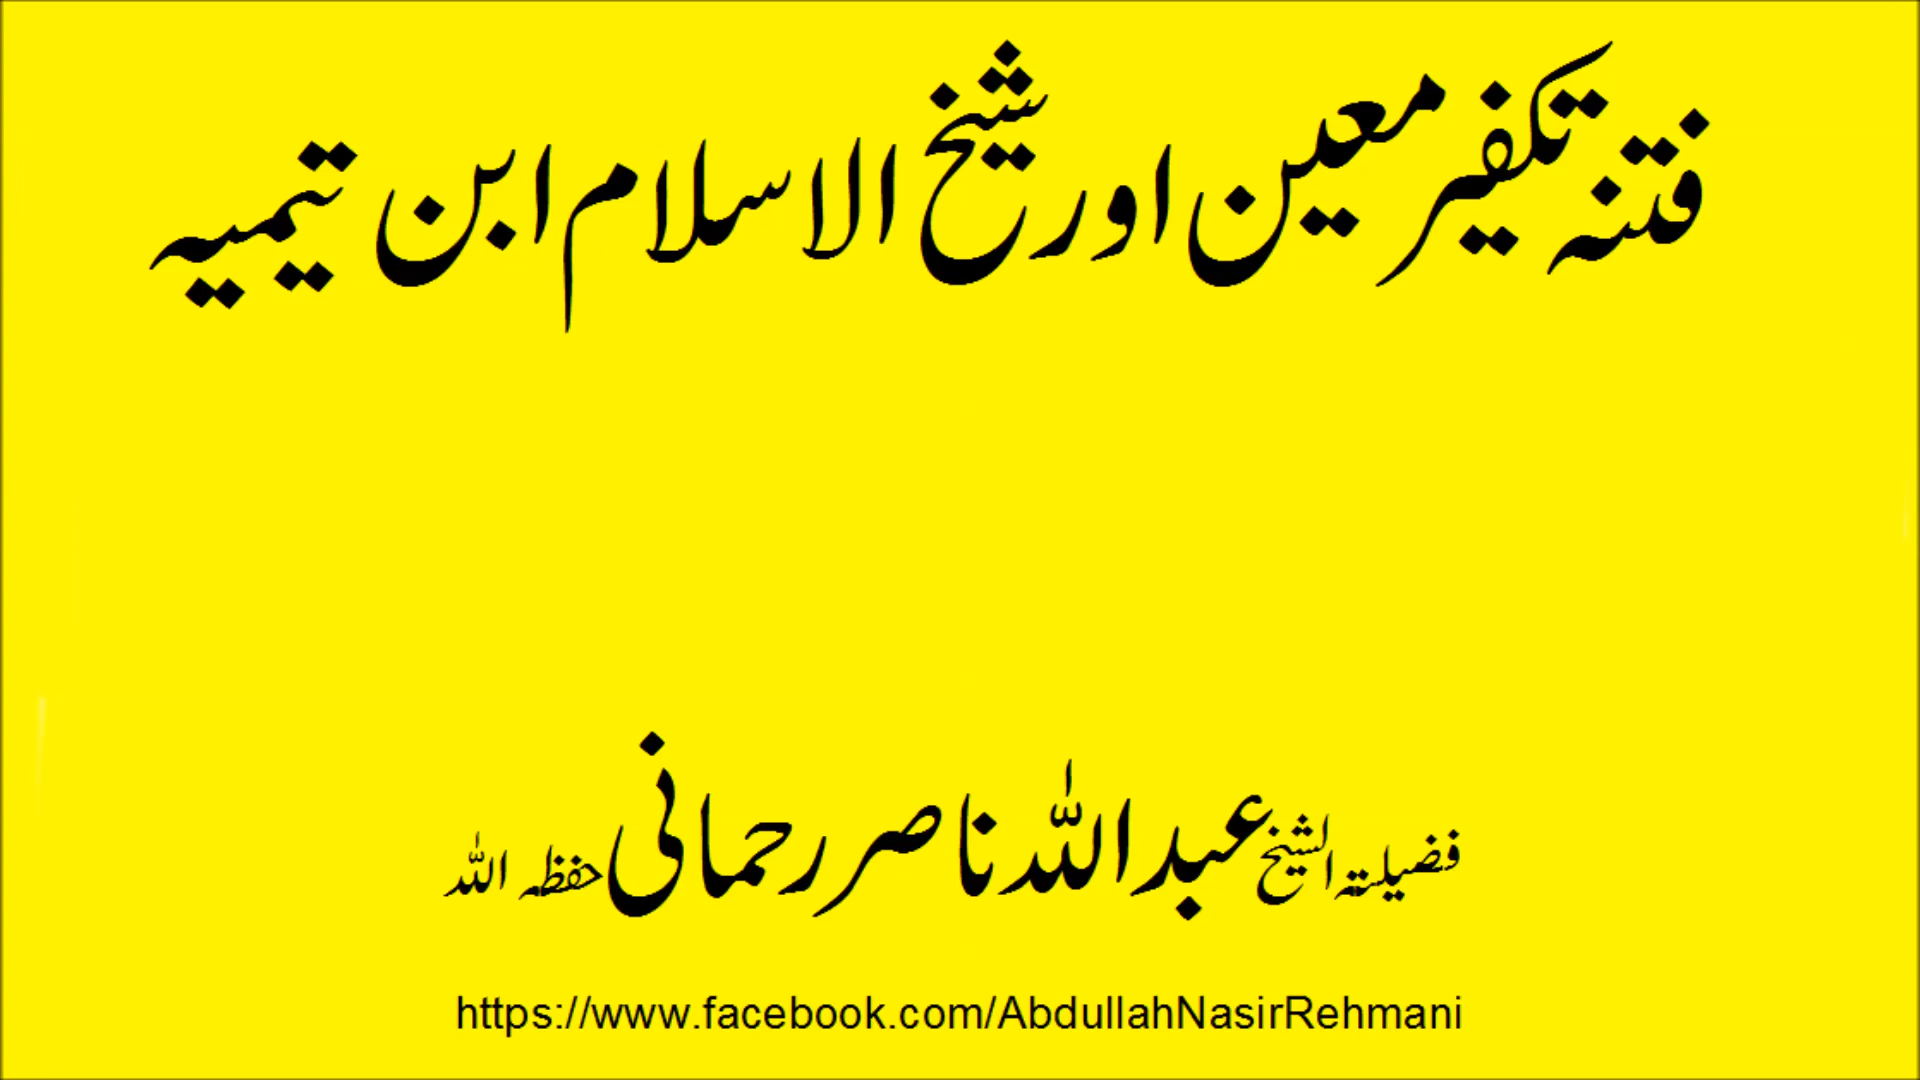 فتنہ تکفیر معین اور شیخ الاسلام ابن تیمیہ
فضیلتہ الشیخ عبداللہ ناصر رحمانی حفظہ اللہ
https://www.facebook.com/AbdullahNasirRehmani